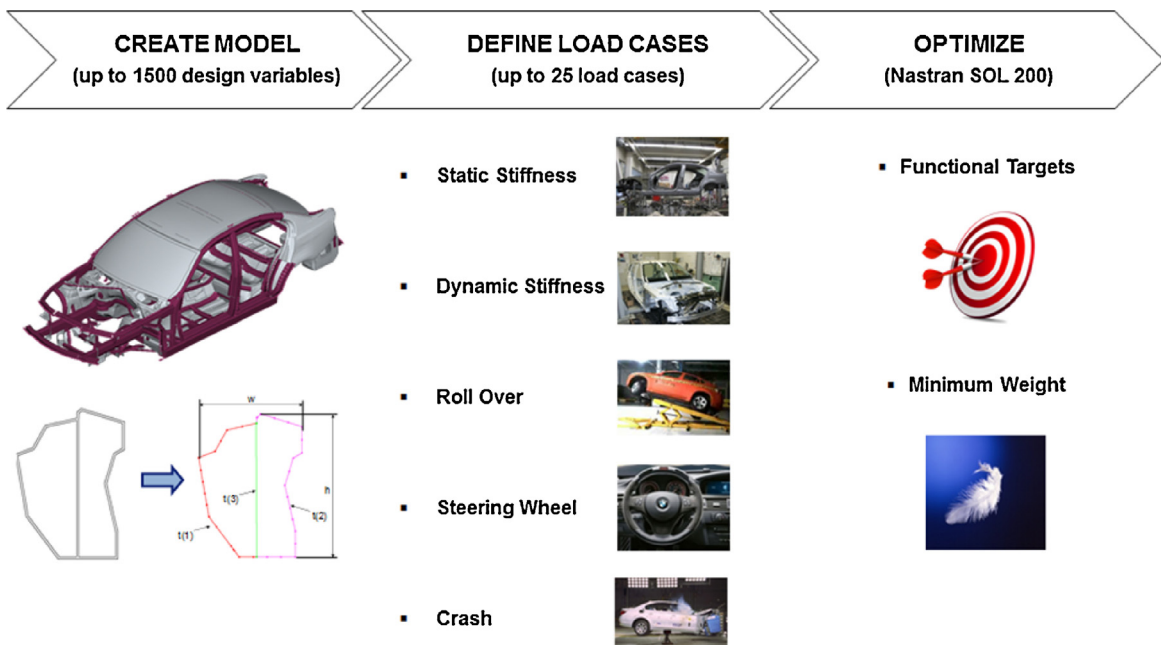 CREATE MODEL
(up to 1500 design variables)
DEFINE LOAD CASES
(up to 25 load cases)
OPTIMIZE
(Nastran SOL 200)
Static Stiffness
Dynamic Stiffness
Roll Over
Steering Wheel
Crash
Functional Targets
Minimum Weight
w
h
t(3)
t(2)
t(1)